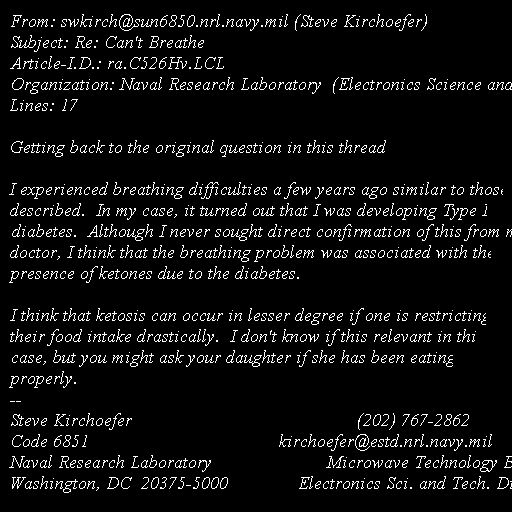 From: swkirch@sun6850.nrl.navy.mil (Steve Kirchoefer)
Subject: Re: Can't Breathe
Article-I.D.: ra.C526Hv.LCL
Organization: Naval Research Laboratory  (Electronics Science and
Lines: 17

Getting back to the original question in this thread

I experienced breathing difficulties a few years ago similar to those
described.  In my case, it turned out that I was developing Type 1
diabetes.  Although I never sought direct confirmation of this from
doctor, I think that the breathing problem was associated with the
presence of ketones due to the diabetes.

I think that ketosis can occur in lesser degree if one is restricting
their food intake drastically.  I don't know if this relevant in thi
case, but you might ask your daughter if she has been eating
properly.
--
Steve Kirchoefer (202) 767-2862
Code 6851 kirchoefer@estd.nrl.navy.mil
Naval Research Laboratory Microwave Technology
Washington, DC  20375-5000 Electronics Sci. and Tech.